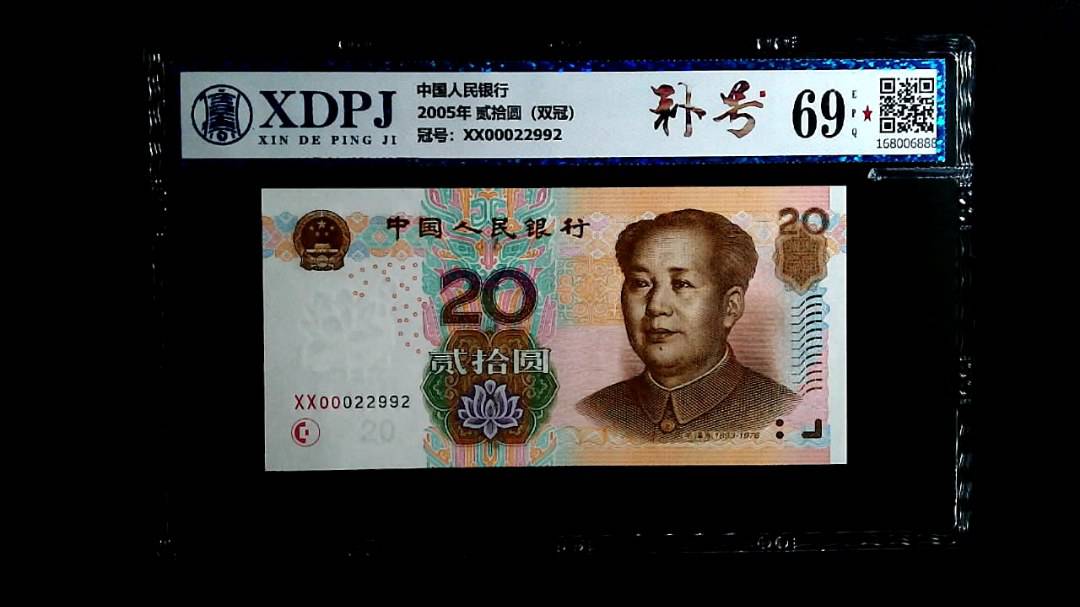 XDPJ
XIN DE PING JI
中国人民银行
2005年 贰拾圆（双冠）
冠号：XX00022992
补号
69
EPQ
168006888
中国人民银行
20
20
贰拾圆
XX00022992
20
1893-1976